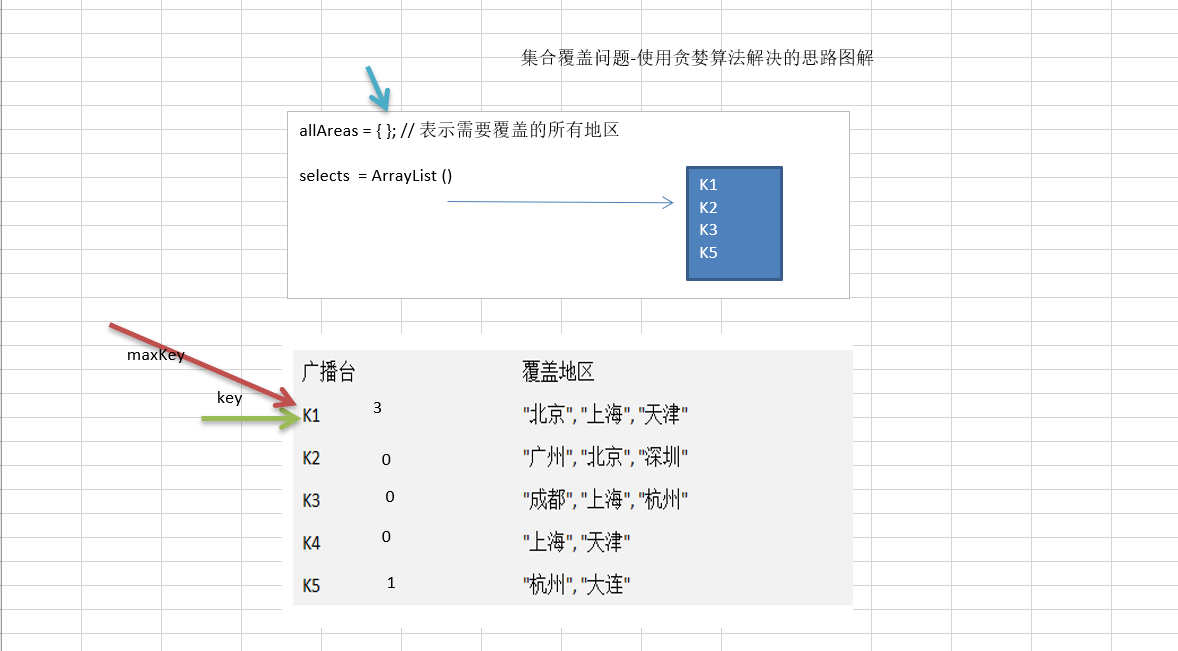 集合覆盖问题-使用贪婪算法解决的思路图解
allAreas = { }; // 表示需要覆盖的所有地区
selects = ArrayList ()
K1
K2
K3
K5
maxKey
key
广播台 覆盖地区
K1 3 "北京", "上海", "天津"
K2 0 "广州", "北京", "深圳"
K3 0 "成都", "上海", "杭州"
K4 0 "上海", "天津"
K5 1 "杭州", "大连"